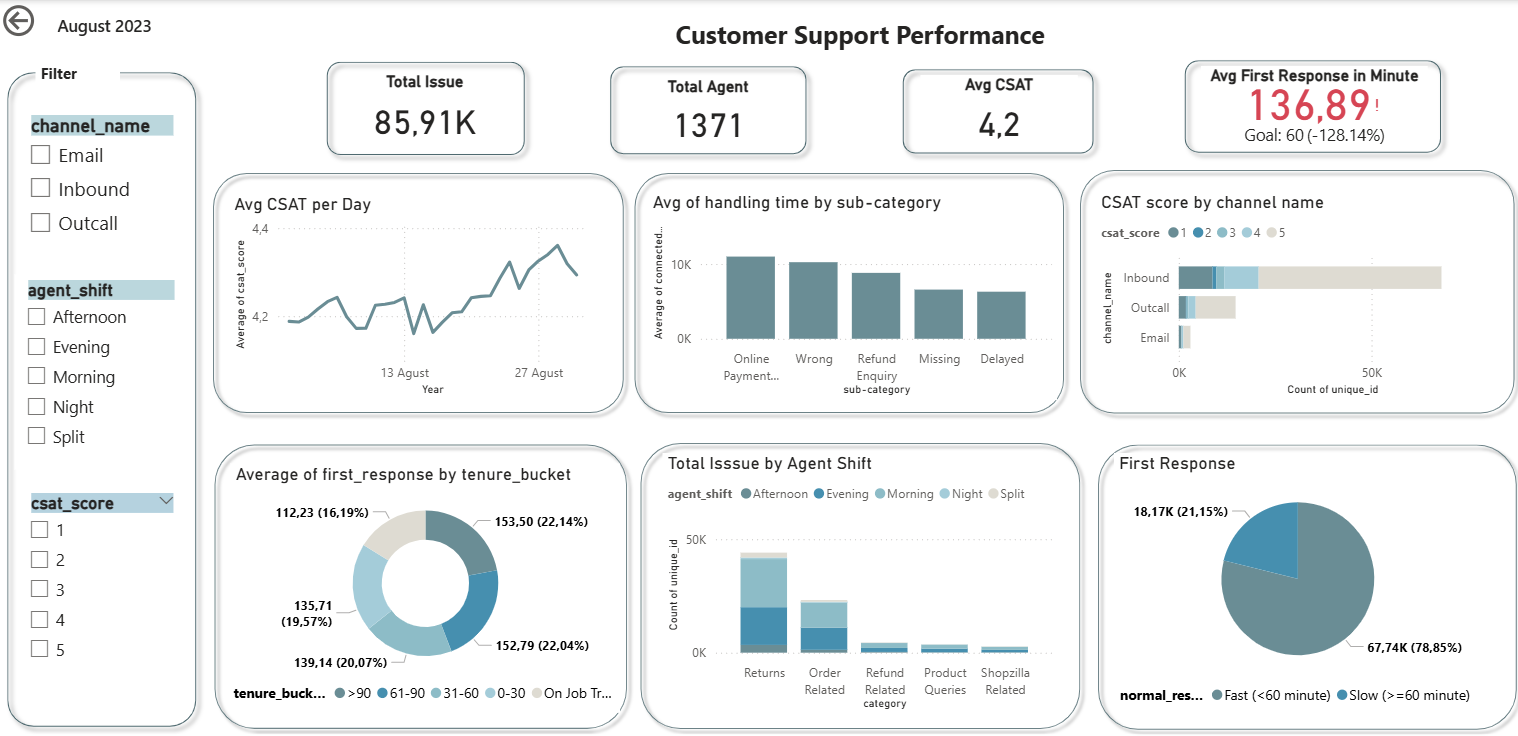 August 2023
Customer Support Performance
Filter
channel_name
Email
Inbound
Outcall
agent_shift
Afternoon
Evening
Morning
Night
Split
csat_score
1
2
3
4
5
Total Issue
85,91K
Total Agent
1371
Avg CSAT
4,2
Avg First Response in Minute
136,89!
Goal: 60 (-128.14%)
Avg CSAT per Day
Average of csat_score
4,4
4,2
13 Agust
27 Agust
Year
Avg of handling time by sub-category
Average of connected...
10K
0K
Online
Payment...
Wrong
Refund
Enquiry
Missing
Delayed
sub-category
CSAT score by channel name
csat_score 1 2 3 4 5
channel_name
Inbound
Outcall
Email
0K
50K
Count of unique_id
Average of first_response by tenure_bucket
112,23 (16,19%)
153,50 (22,14%)
135,71
(19,57%)
139,14 (20,07%)
152,79 (22,04%)
tenure_buck... >90 61-90 31-60 0-30 On Job Tr...
Total Isssue by Agent Shift
agent_shift Afternoon Evening Morning Night Split
Count of unique_id
50K
0K
Returns
Order
Related
Refund
Related
Product
Queries
Shopzilla
Related
category
First Response
18,17K (21,15%)
67,74K (78,85%)
normal_res... Fast (<60 minute) Slow (>=60 minute)